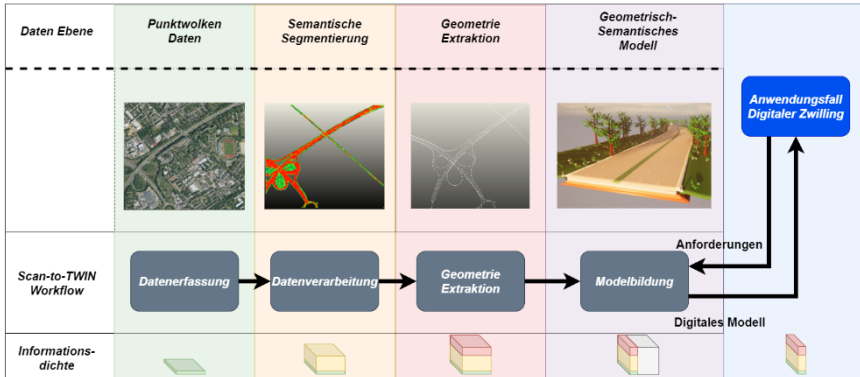 Daten Ebene
Punktwolken
Daten
Semantische
Segmentierung
Geometrie
Extraktion
Geometrisch-
Semantisches
Modell
Anwendungsfall
Digitaler Zwilling
Scan-to-TWIN
Workflow
Datenerfassung
Datenverarbeitung
Geometrie
Extraktion
Modelbildung
Anforderungen
Digitales Modell
Informations-
dichte